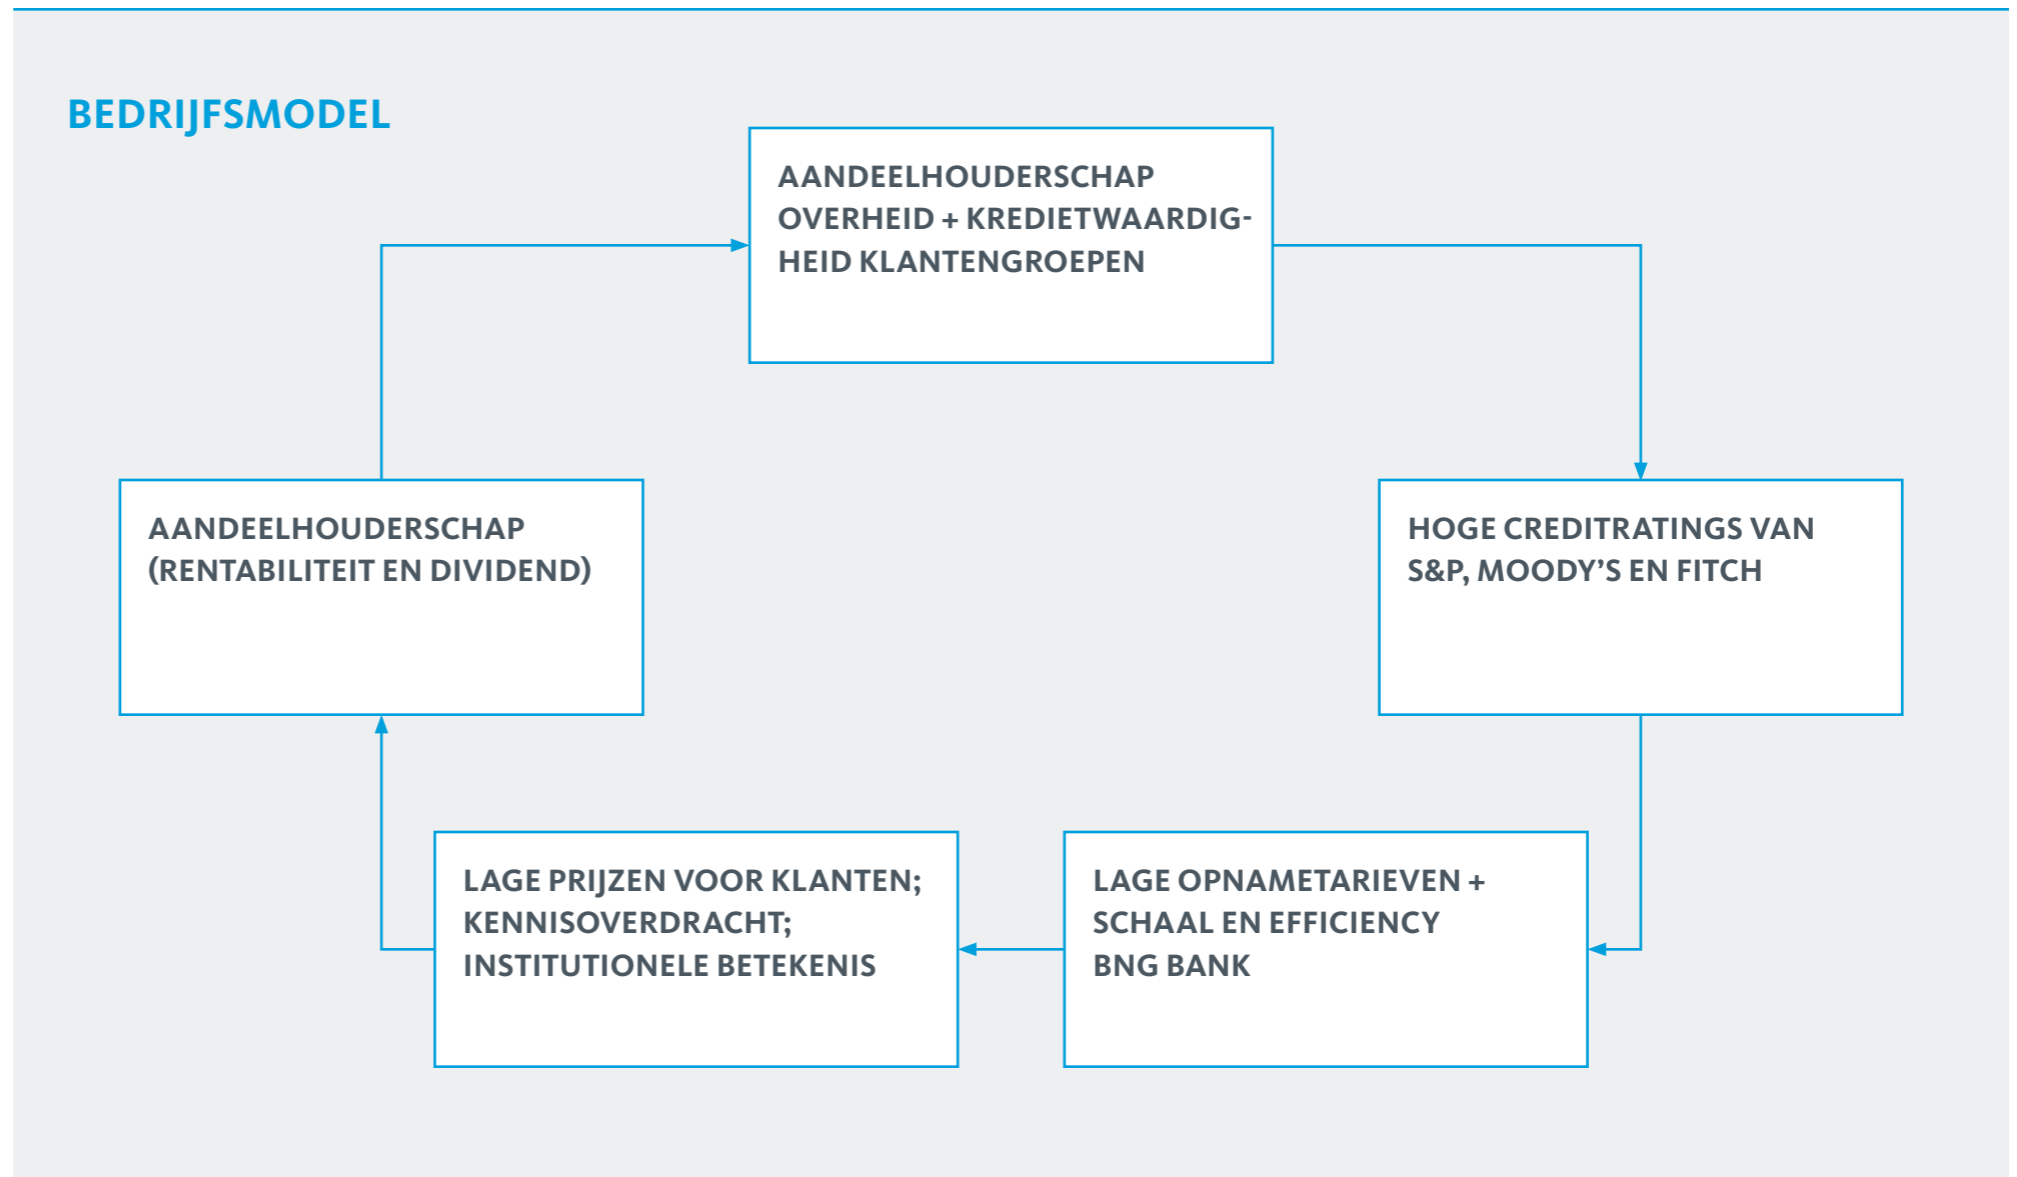 BEDRIJFSMODEL
AANDEELHOUDERSCHAP
OVERHEID + KREDIETWAARDIG-
HEID KLANTENGROEPEN
AANDEELHOUDERSCHAP
(RENTABILITEIT EN DIVIDEND)
HOGE CREDITRATINGS VAN
S&P, MOODY’S EN FITCH
LAGE PRIJZEN VOOR KLANTEN;
KENNISOVERDRACHT;
INSTITUTIONELE BETEKENIS
LAGE OPNAMETARIEVEN +
SCHAAL EN EFFICIENCY
BNG BANK